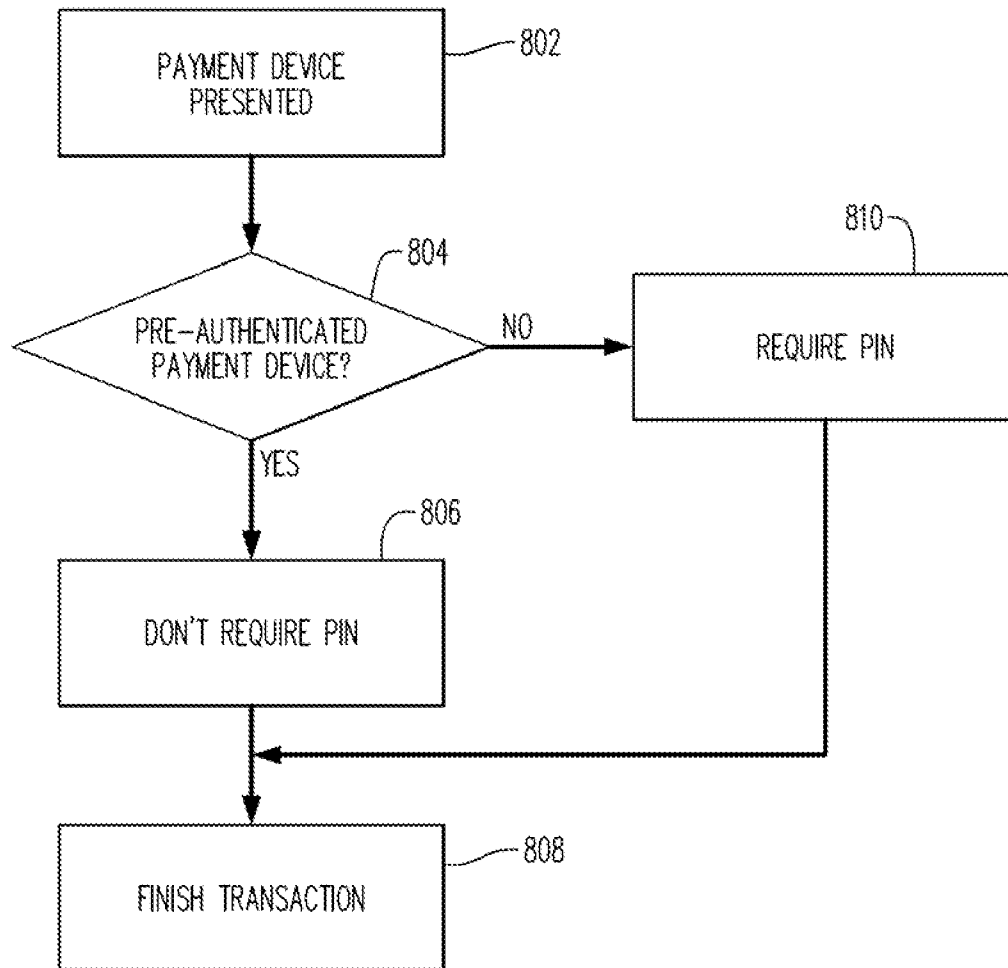 PAYMENT DEVICE
PRESENTED
802
PRE-AUTHENTICATED
PAYMENT DEVICE?
804
NO
810
REQUIRE PIN
YES
806
DON'T REQUIRE PIN
FINISH TRANSACTION
808